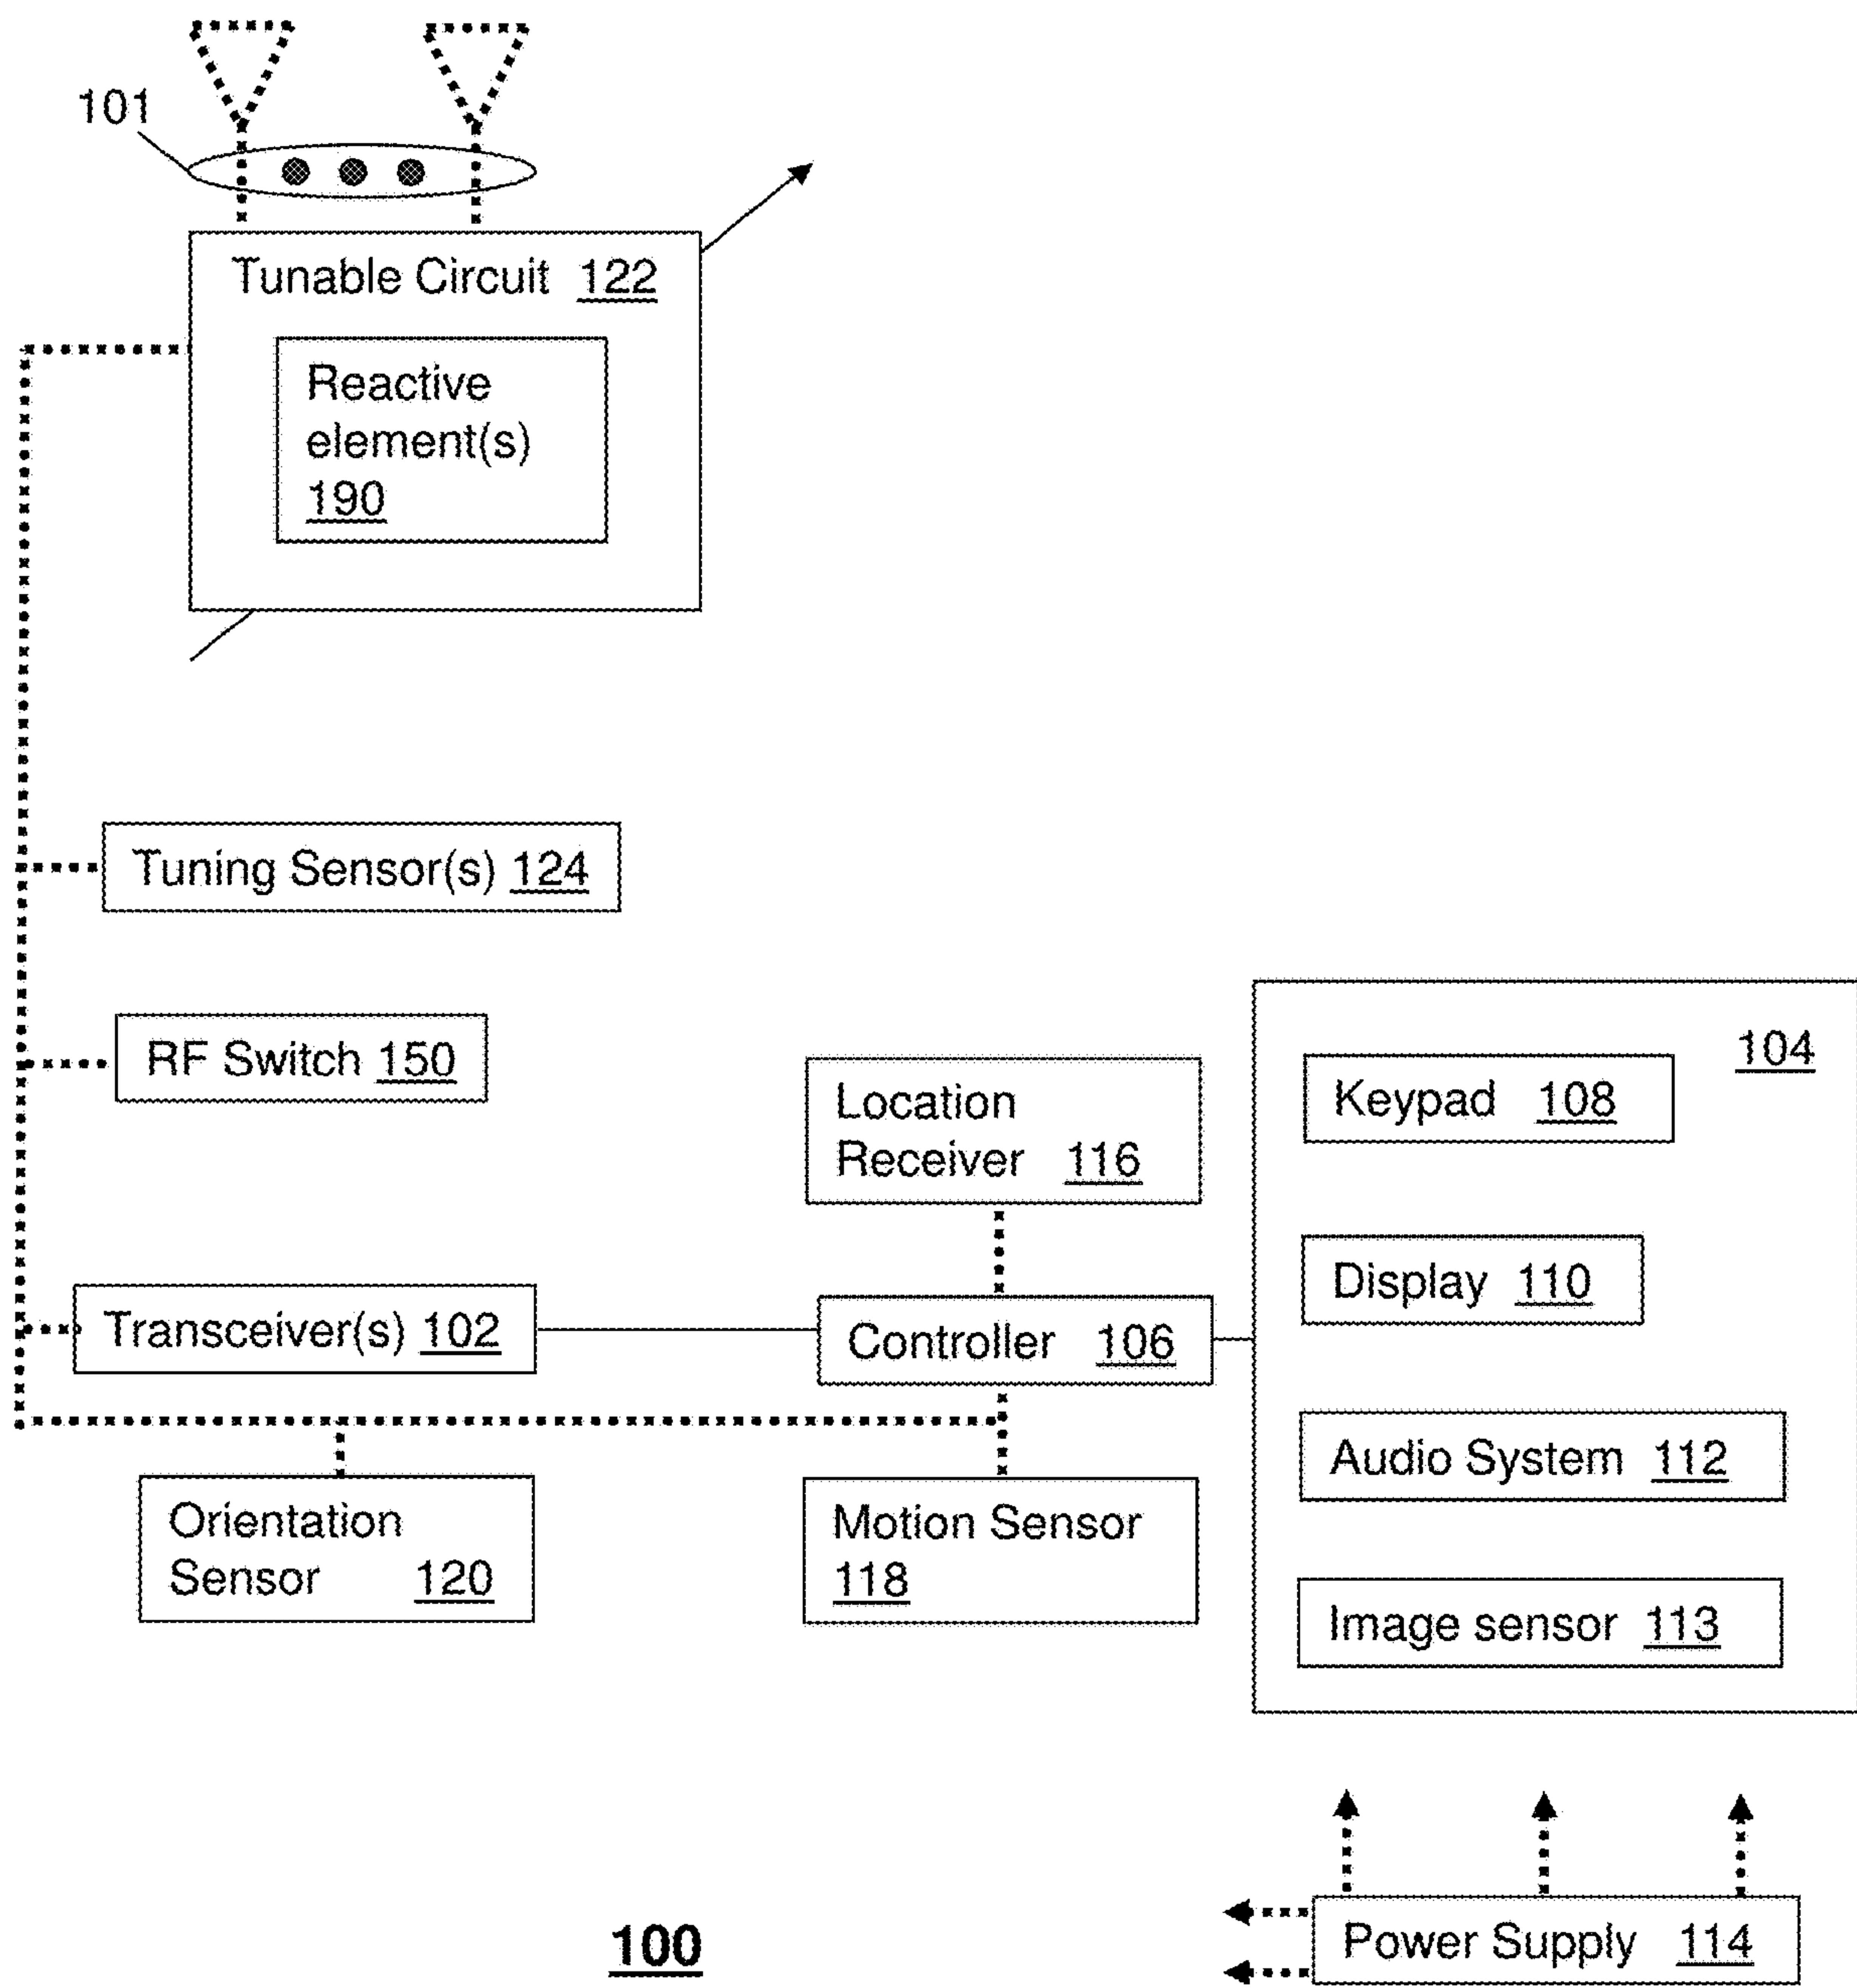 101
Tunable Circuit 122
Reactive
element(s)
190
Tuning Sensor(s) 124
RF Switch 150
Location
Receiver 116
Transceiver(s) 102
Controller 106
104
Keypad 108
Display 110
Audio System 112
Image sensor 113
Orientation
Sensor 120
Motion Sensor
118
Power Supply 114
100